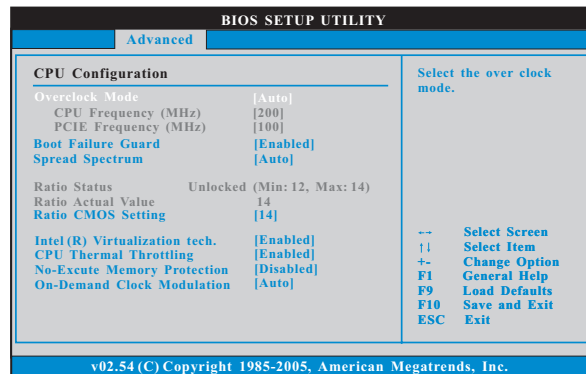 BIOS SETUP UTILITY
Advanced
CPU Configuration
Overclock Mode [Auto]
CPU Frequency (MHz) [200]
PCIE Frequency (MHz) [100]
Boot Failure Guard [Enabled]
Spread Spectrum [Auto]
Ratio Status Unlocked (Min: 12, Max: 14)
Ratio Actual Value 14
Ratio CMOS Setting [14]
Intel (R) Virtualization tech. [Enabled]
CPU Thermal Throttling [Enabled]
No-Excute Memory Protection [Disabled]
On-Demand Clock Modulation [Auto]
Select the over clock
mode.
←→ Select Screen
↑↓ Select Item
+- Change Option
F1 General Help
F9 Load Defaults
F10 Save and Exit
ESC Exit
v02.54 (C) Copyright 1985-2005, American Megatrends, Inc.